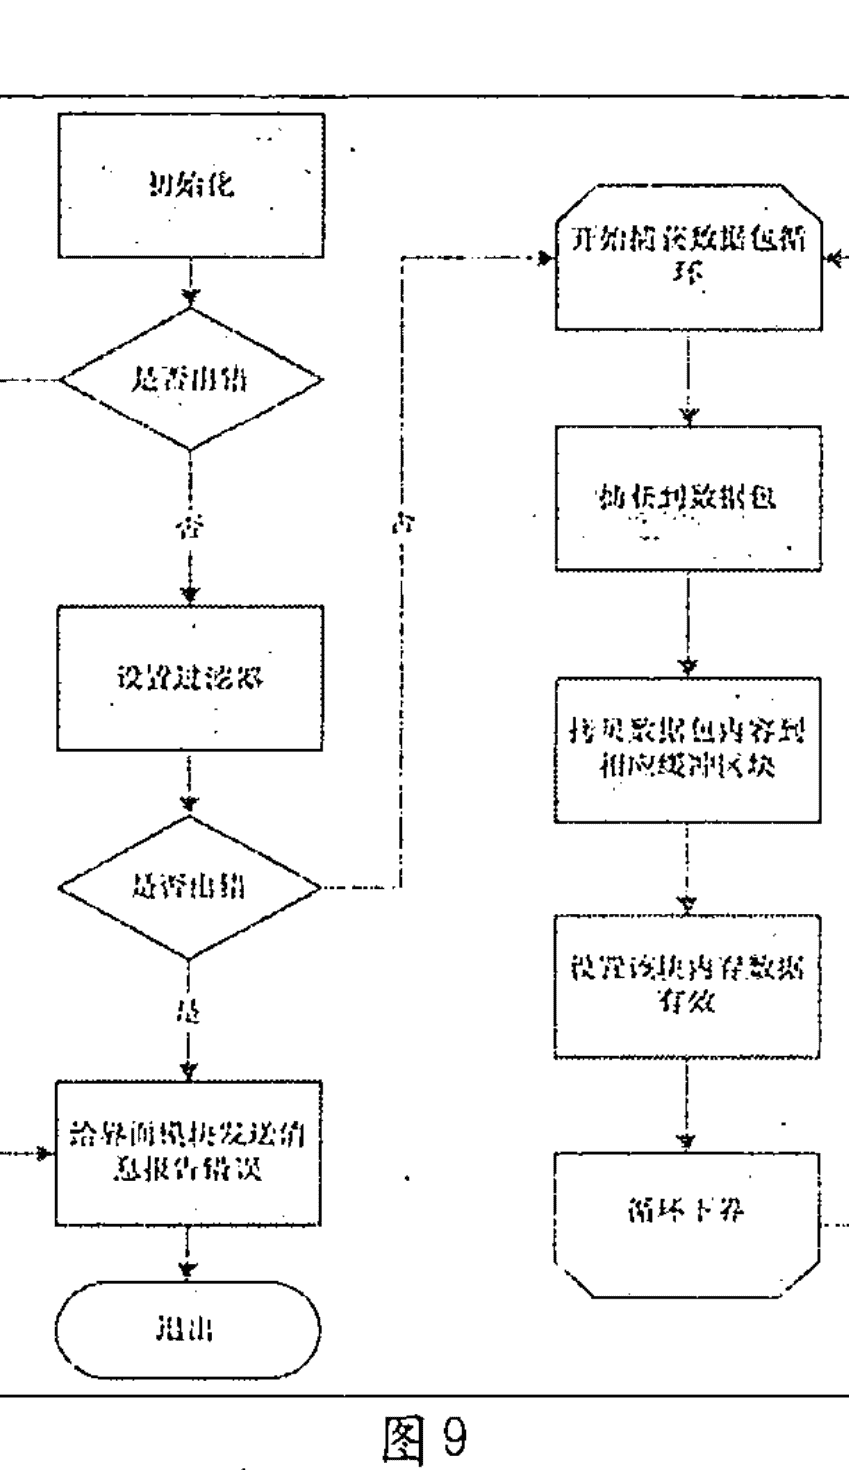 初始化
是否出错
否
设置过滤器
是否出错
是
给界面模块发送消
息报告错误
退出
否
开始捕获数据包循
环
捕获到数据包
拷贝数据包内容到
相应缓冲区块
设置该块内存数据
有效
循环下界
图9